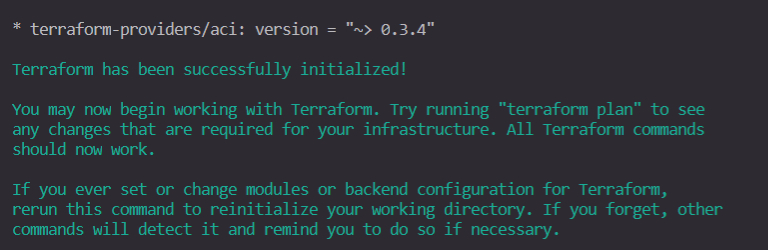 * terraform-providers/aci: version = "~> 0.3.4"
Terraform has been successfully initialized!
You may now begin working with Terraform. Try running "terraform plan" to see
any changes that are required for your infrastructure. All Terraform commands
should now work.
If you ever set or change modules or backend configuration for Terraform,
rerun this command to reinitialize your working directory. If you forget, other
commands will detect it and remind you to do so if necessary.